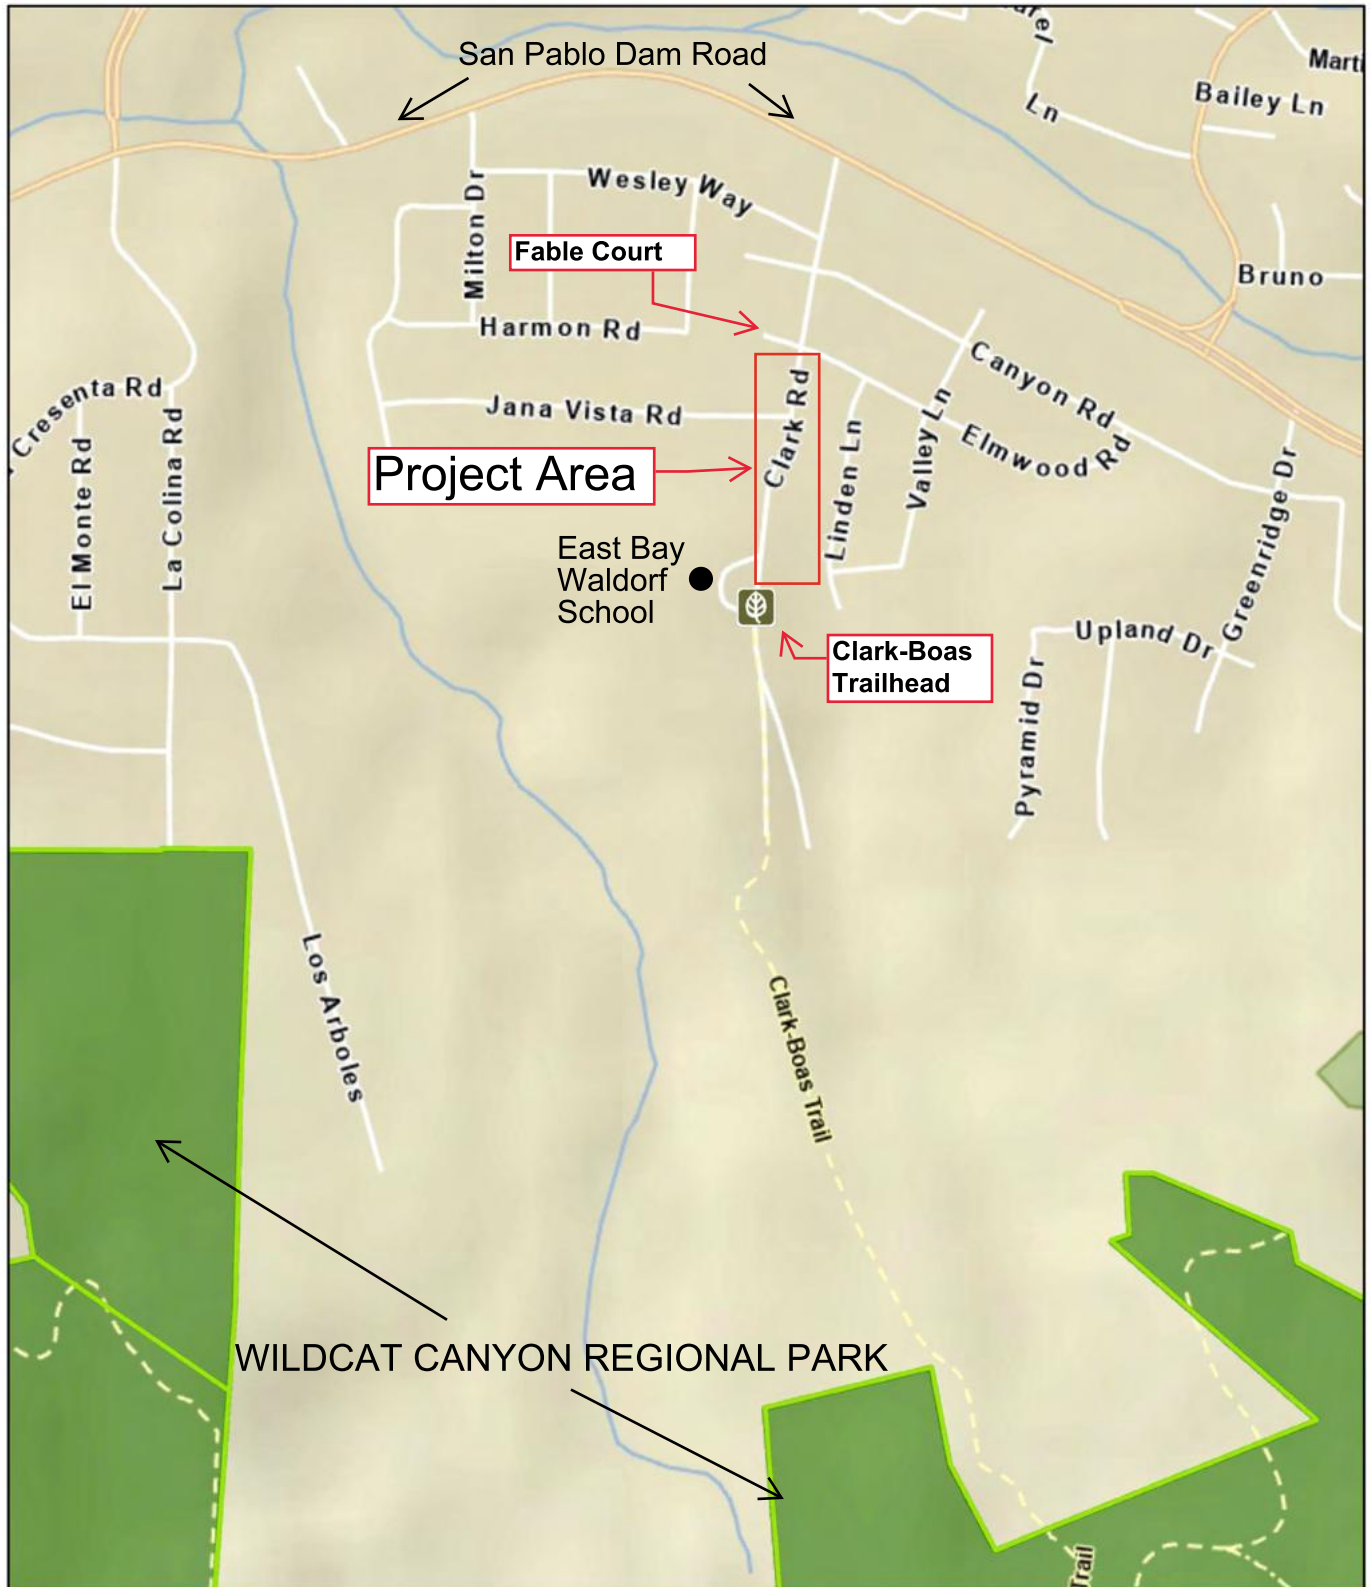 San Pablo Dam Road
Ln
Bailey Ln
Wesley Way
Milton Dr
Fable Court
Bruno
Harmon Rd
Canyon Rd
Cresenta Rd
Jana Vista Rd
Clark Rd
Valley Ln
Elmwood Rd
El Monte Rd
La Colina Rd
Project Area
Linden Ln
Greenridge Dr
East Bay
Waldorf
School
Upland Dr
Clark-Boas
Trailhead
Pyramid Dr
Los Arboles
Clark-Boas Trail
WILDCAT CANYON REGIONAL PARK
Trail